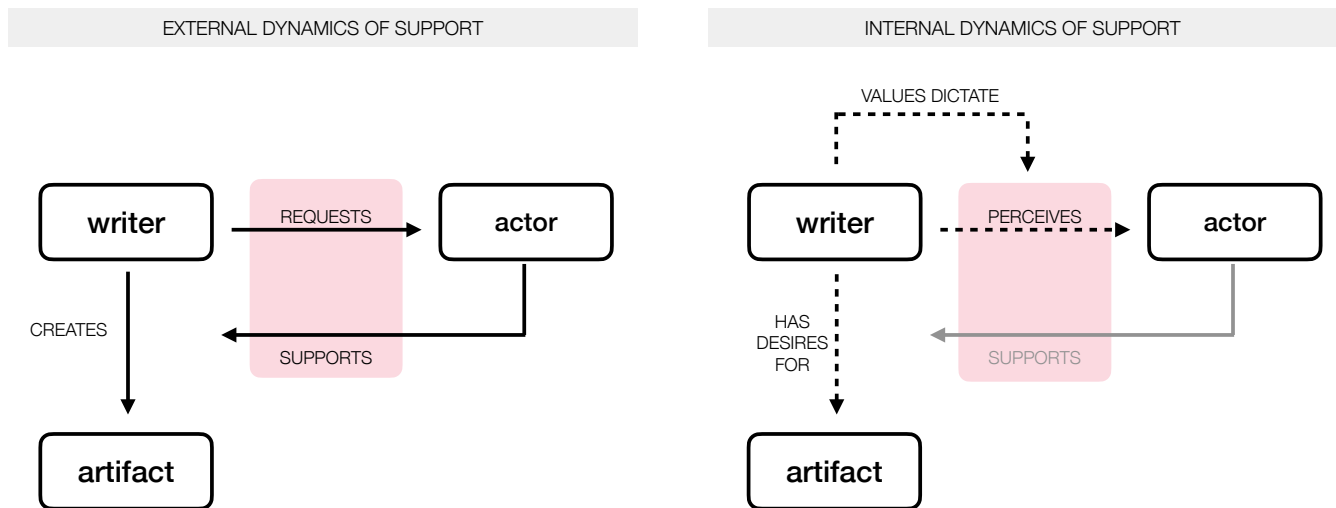 EXTERNAL DYNAMICS OF SUPPORT
writer
REQUESTS
actor
CREATES
SUPPORTS
artifact
INTERNAL DYNAMICS OF SUPPORT
VALUES DICTATE
writer
PERCEIVES
actor
HAS
DESIRES
FOR
SUPPORTS
artifact